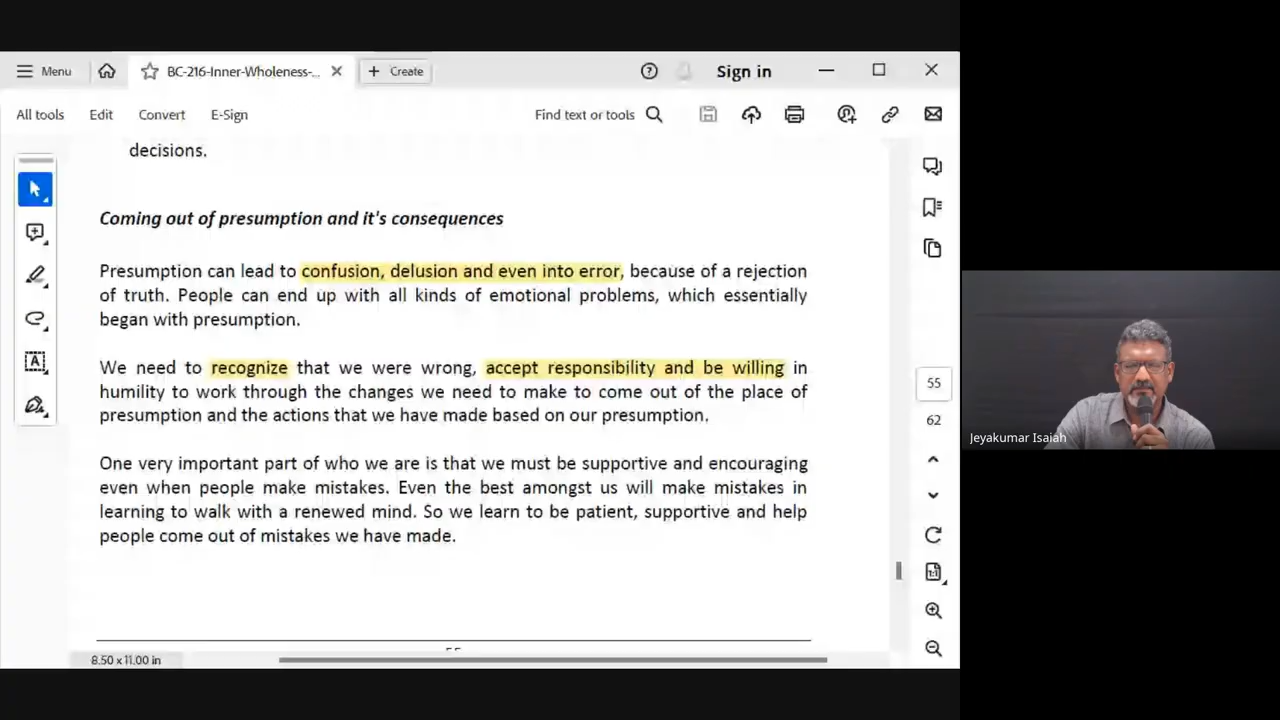 Menu
BC-216-Inner-Wholeness-...
Create
Sign in
All tools
Edit
Convert
E-Sign
Find text or tools
decisions.
Coming out of presumption and it's consequences
Presumption can lead to confusion, delusion and even into error, because of a rejection
of truth. People can end up with all kinds of emotional problems, which essentially
began with presumption.
We need to recognize that we were wrong, accept responsibility and be willing in
humility to work through the changes we need to make to come out of the place of
presumption and the actions that we have made based on our presumption.
One very important part of who we are is that we must be supportive and encouraging
even when people make mistakes. Even the best amongst us will make mistakes in
learning to walk with a renewed mind. So we learn to be patient, supportive and help
people come out of mistakes we have made.
8.50 x 11.00 in
55
62
Jeyakumar Isaiah